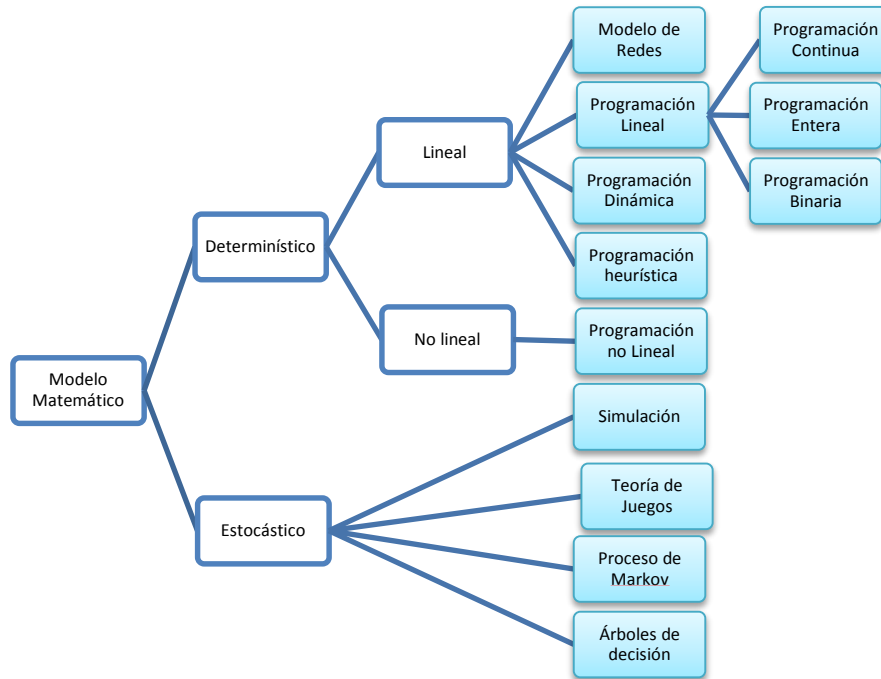 Modelo de
Redes
Programación
Continua
Programación
Lineal
Programación
Entera
Lineal
Programación
Dinámica
Programación
Binaria
Determinístico
Programación
heurística
No lineal
Programación
no Lineal
Modelo
Matemático
Simulación
Teoría de
Juegos
Estocástico
Proceso de
Markov
Árboles de
decisión